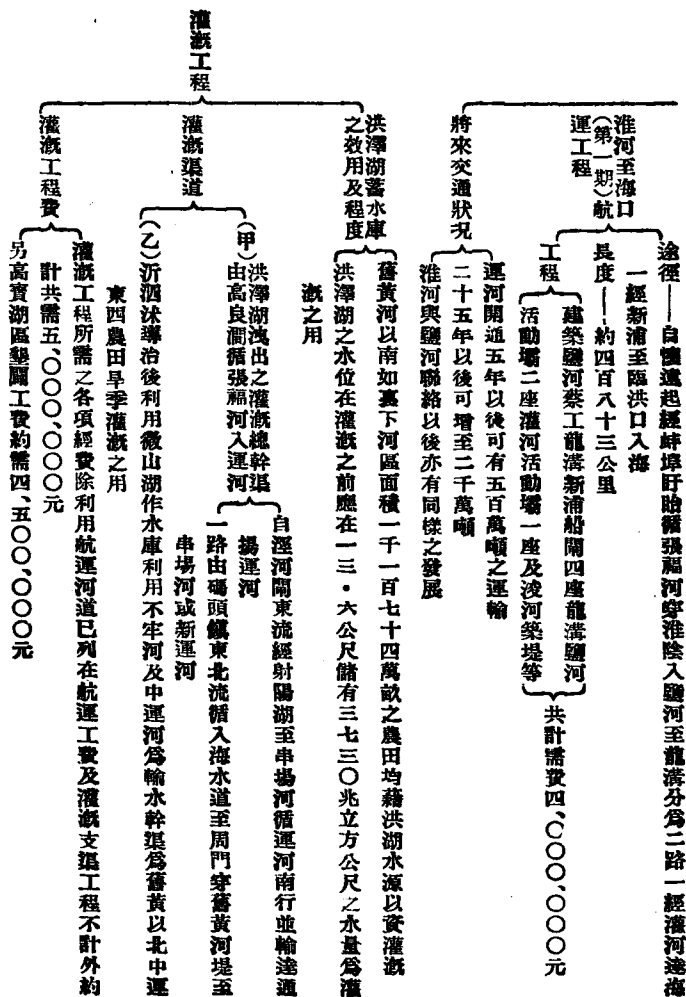 淮河至海口
(第一期)航
運工程
途徑——自懷遠起經蚌埠盱眙循張福河穿淮陰入鹽河至龍溝分爲二路一經灌河達海
一經新浦至臨洪口入海
長度——約四百八十三公里
工程
建築鹽河蔡工龍溝新浦船閘四座龍溝鹽河
活動壩二座灌河活動壩一座及浚河築堤等
共計需費四、〇〇〇、〇〇〇元
將來交通狀况
運河開通五年以後可有五百萬噸之運輸
二十五年以後可增至二千萬噸
淮河與鹽河聯絡以後亦有同樣之發展
灌漑工程
洪澤湖蓄水庫
之效用及程度
舊黃河以南如裏下河區面積一千一百七十四萬畝之農田均藉洪湖水源以資灌漑
洪澤湖之水位在灌漑之前應在一三·六公尺儲有三七三〇兆立方公尺之水量爲灌
漑之用
灌漑渠道
(甲)洪澤湖洩出之灌漑總幹渠
由高良澗循張福河入運河
自涇河閘東流經射陽湖至串場河循運河南行並輸達通
揚運河
一路由碼頭鎭東北流循入海水道至周門穿舊黃河堤至
串場河或新運河
(乙)沂泗沭導治後利用微山湖作水庫利用不牢河及中運河爲輸水幹渠爲舊黃以北中運
東西農田旱季灌漑之用
灌漑工程費
灌漑工程所需之各項經費除利用航運河道已列在航運工費及灌漑支渠工程不計外約
計共需五、〇〇〇、〇〇〇元
另高寶湖區墾闢工費約需四、五〇〇、〇〇〇元